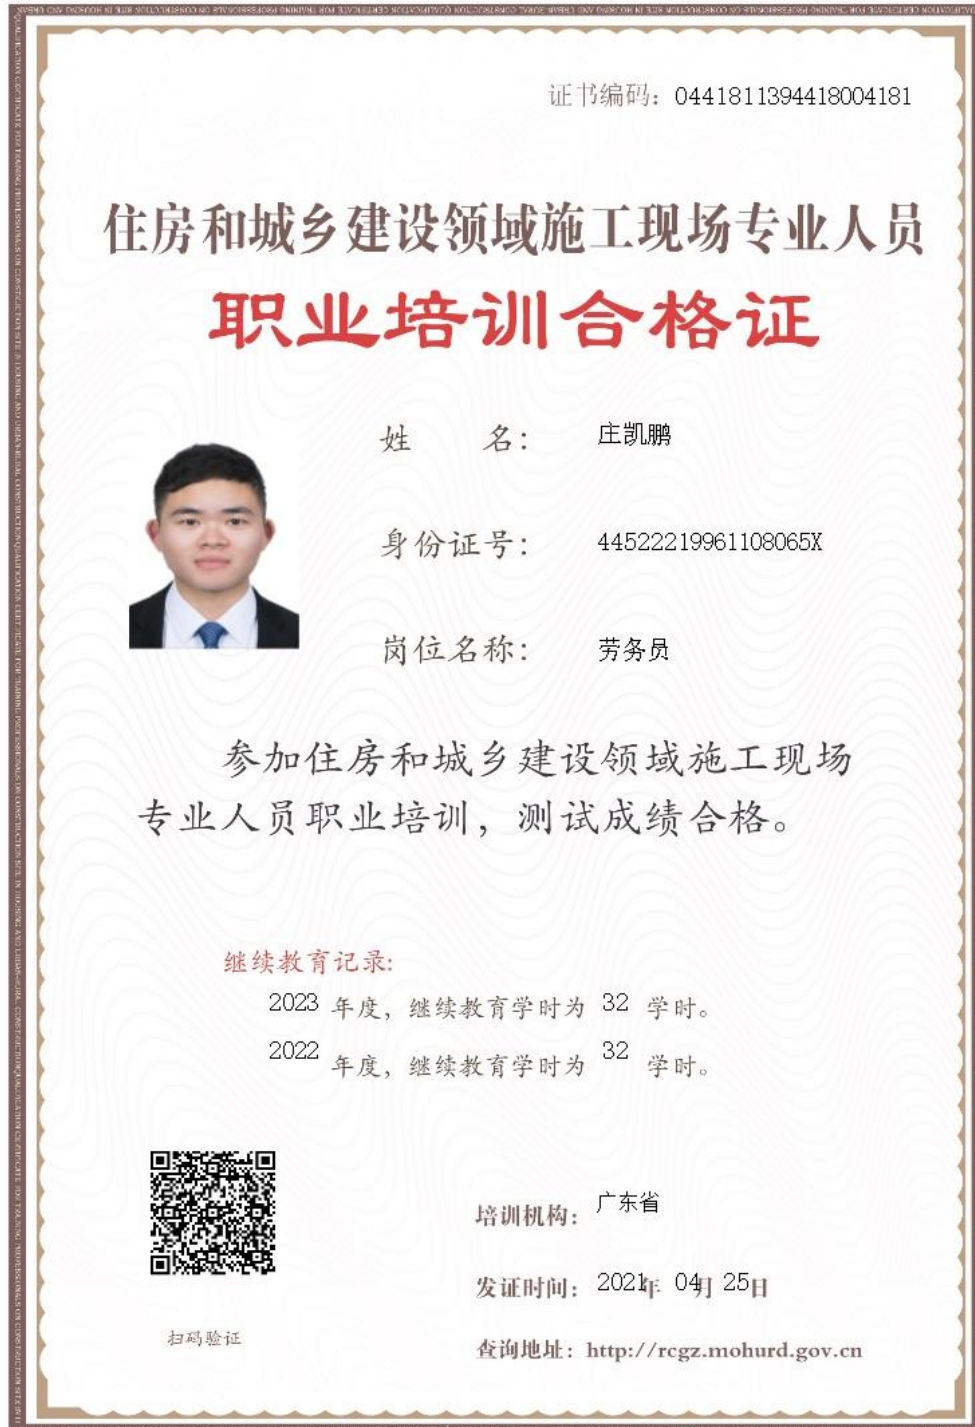 证书编码：0441811394418004181
住房和城乡建设领域施工现场专业人员
职业培训合格证
姓 名： 庄凯鹏
身份证号： 44522219961108065X
岗位名称： 劳务员
参加住房和城乡建设领域施工现场
专业人员职业培训，测试成绩合格。
继续教育记录:
2023 年度，继续教育学时为 32 学时。
2022 年度，继续教育学时为 32 学时。
培训机构： 广东省
发证时间： 2021年 04月 25日
扫码验证
查询地址：http://rcgz.mohurd.gov.cn